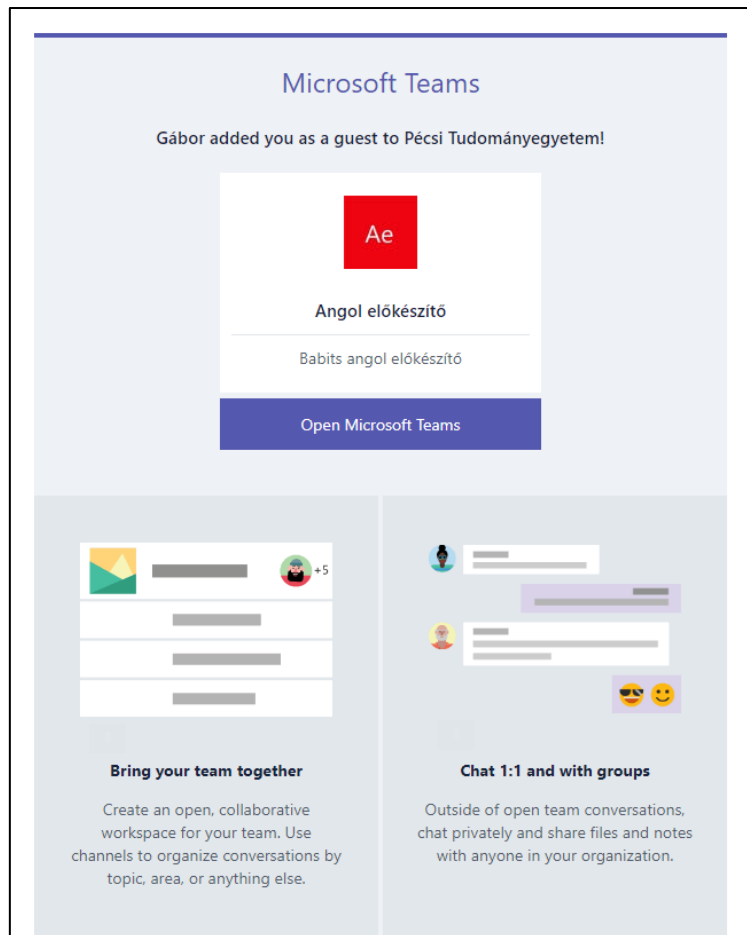 Microsoft Teams
Gábor added you as a guest to Pécsi Tudományegyetem!
Ae
Angol előkészítő
Babits angol előkészítő
Open Microsoft Teams
+5
Bring your team together
Create an open, collaborative
workspace for your team. Use
channels to organize conversations by
topic, area, or anything else.
Chat 1:1 and with groups
Outside of open team conversations,
chat privately and share files and notes
with anyone in your organization.